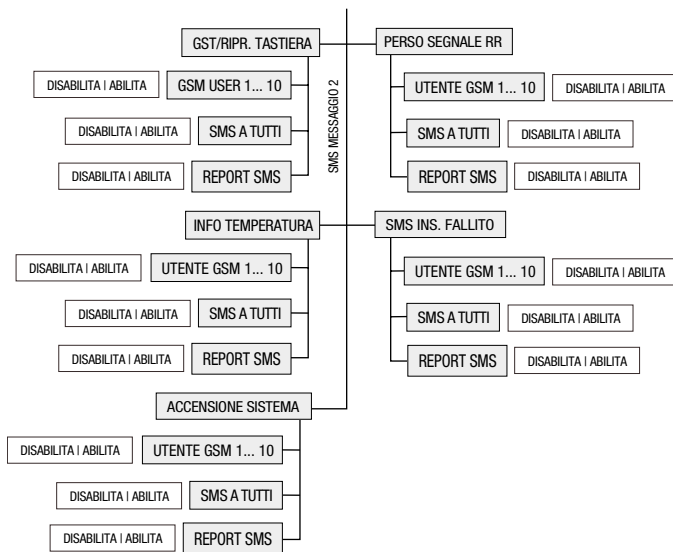 GST/RIPR. TASTIERA
DISABILITA I ABILITA GSM USER 1... 10
DISABILITA I ABILITA SMS A TUTTI
DISABILITA I ABILITA REPORT SMS
SMS MESSAGGIO 2
PERSO SEGNALE RR
UTENTE GSM 1... 10 DISABILITA I ABILITA
SMS A TUTTI DISABILITA I ABILITA
REPORT SMS DISABILITA I ABILITA
INFO TEMPERATURA
DISABILITA I ABILITA UTENTE GSM 1... 10
DISABILITA I ABILITA SMS A TUTTI
DISABILITA I ABILITA REPORT SMS
SMS INS. FALLITO
UTENTE GSM 1... 10 DISABILITA I ABILITA
SMS A TUTTI DISABILITA I ABILITA
REPORT SMS DISABILITA I ABILITA
ACCENSIONE SISTEMA
DISABILITA I ABILITA UTENTE GSM 1... 10
DISABILITA I ABILITA SMS A TUTTI
DISABILITA I ABILITA REPORT SMS